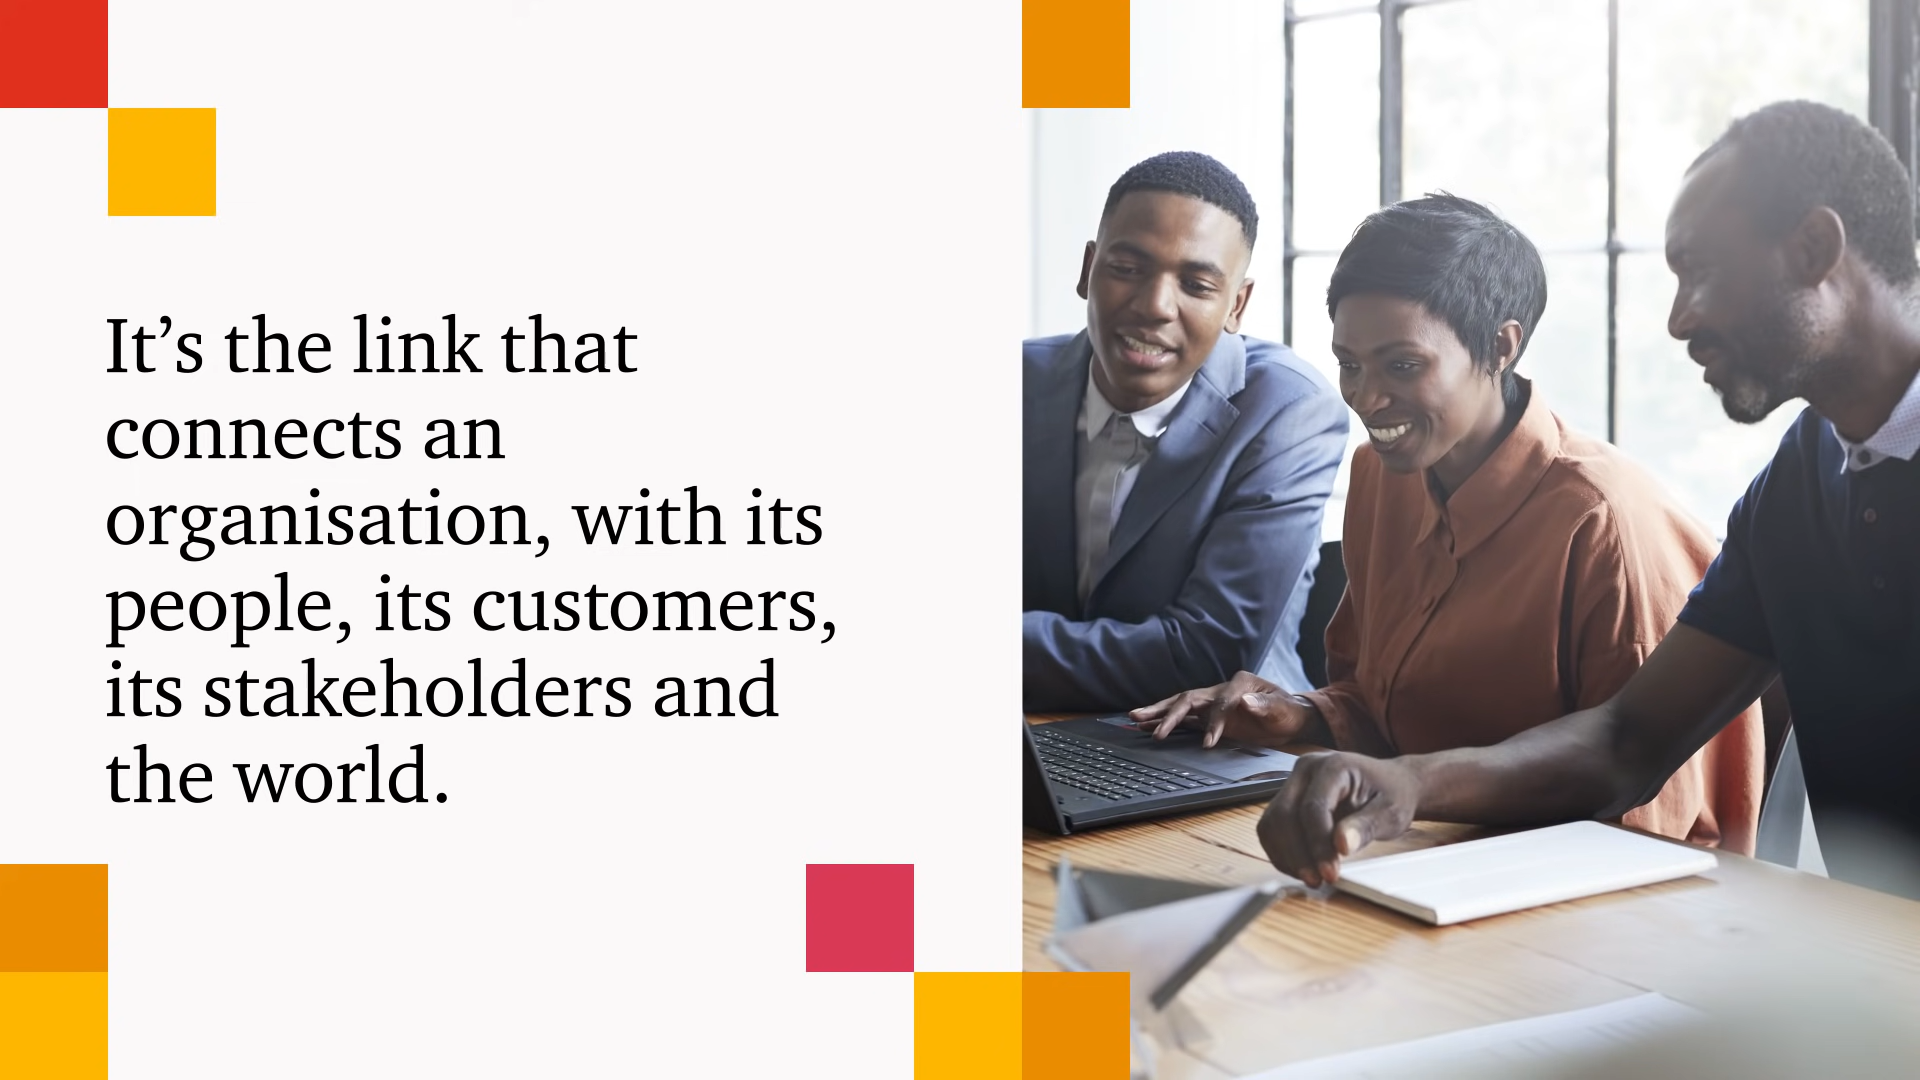 It’s the link that
connects an
organisation, with its
people, its customers,
its stakeholders and
the world.